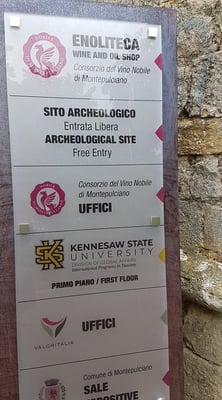 ENOLITECA
WINE AND OIL SHOP
Consorzio del Vino Nobile
di Montepulciano
SITO ARCHEOLOGICO
Entrata Libera
ARCHEOLOGICAL SITE
Free Entry
Consorzio del Vino Nobile
di Montepulciano
UFFICI
KENNESAW STATE
UNIVERSITY
DIVISION OF GLOBAL AFFAIRS
International Programs in Tuscany
PRIMO PIANO / FIRST FLOOR
UFFICI
VALORITALIA
Comune di Montepulciano
SALE